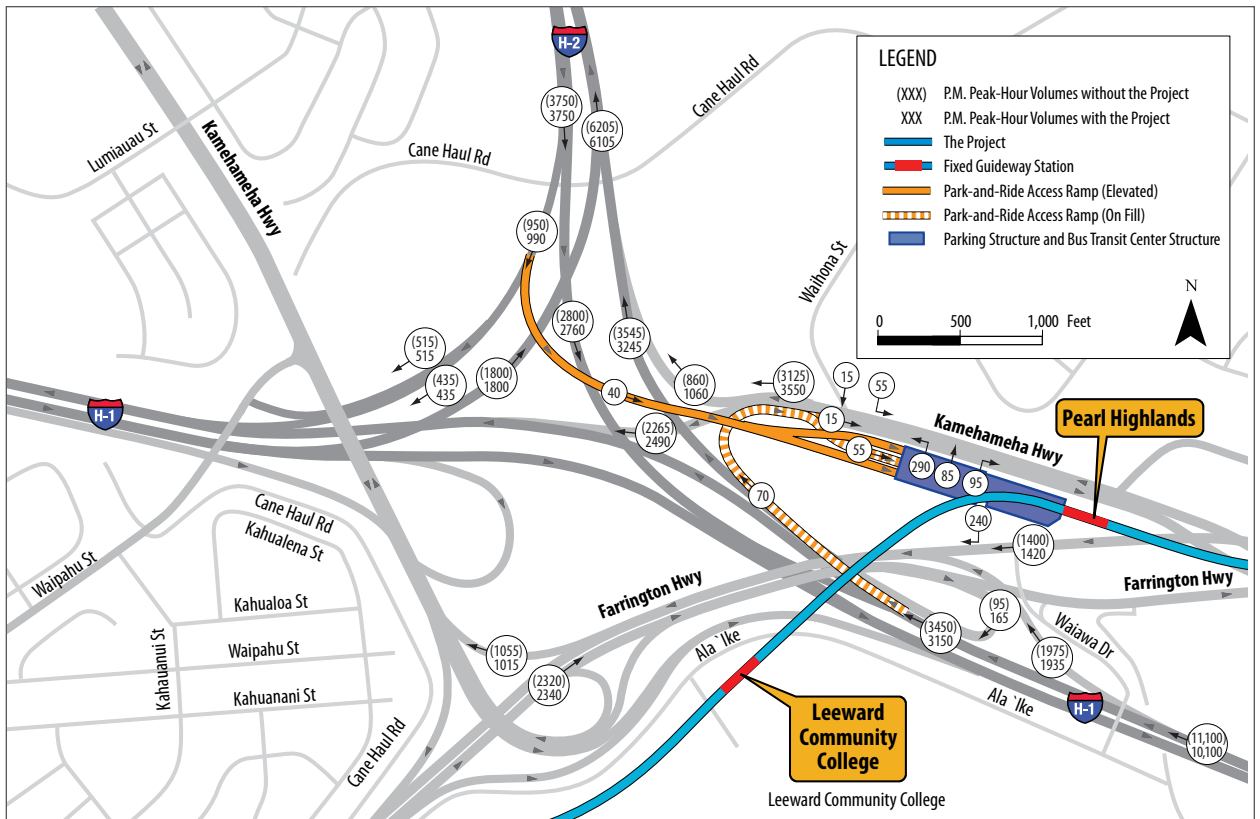 H-2
LEGEND
(XXX) P.M. Peak-Hour Volumes without the Project
XXX P.M. Peak-Hour Volumes with the Project
The Project
Fixed Guideway Station
Park-and-Ride Access Ramp (Elevated)
Park-and-Ride Access Ramp (On Fill)
Parking Structure and Bus Transit Center Structure
0 500 1,000 Feet
N
Cane Haul Rd
Lumiauau St
Kamehameha Hwy
Cane Haul Rd
(3750)
3750
(6205)
6105
(950)
990
Waihona St
(2800)
2760
(3545)
3245
(515)
515
(435)
435
(1800)
1800
(860)
1060
(3125)
3550
15
55
40
15
H-1
(2265)
2490
55
290
85
95
Kamehameha Hwy
Pearl Highlands
70
240
(1400)
1420
Cane Haul Rd
Kahualena St
Waipahu St
Farrington Hwy
Farrington Hwy
Kahualoa St
(95)
165
(3450)
3150
Waiawa Dr
(1975)
1935
Waipahu St
(1055)
1015
Ala `Ike
(2320)
2340
Kahauanui St
Kahuanani St
Ala `Ike
H-1
Leeward
Community
College
(11,100)
10,100
Cane Haul Rd
Leeward Community College